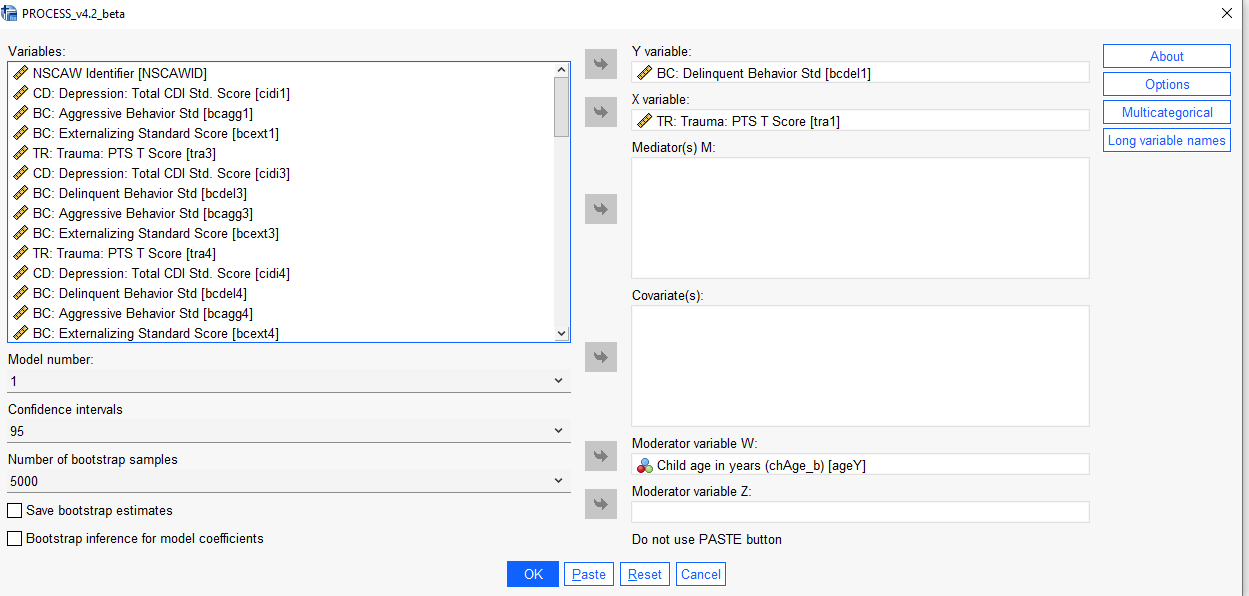 PROCESS_v4.2_beta
Variables:
NSCAW Identifier [NSCAWID]
CD: Depression: Total CDI Std. Score [cidi1]
BC: Aggressive Behavior Std [bcagg1]
BC: Externalizing Standard Score [bcext1]
TR: Trauma: PTS T Score [tra3]
CD: Depression: Total CDI Std. Score [cidi3]
BC: Delinquent Behavior Std [bcdel3]
BC: Aggressive Behavior Std [bcagg3]
BC: Externalizing Standard Score [bcext3]
TR: Trauma: PTS T Score [tra4]
CD: Depression: Total CDI Std. Score [cidi4]
BC: Delinquent Behavior Std [bcdel4]
BC: Aggressive Behavior Std [bcagg4]
BC: Externalizing Standard Score [bcext4]
Model number:
1
Confidence intervals
95
Number of bootstrap samples
5000
Save bootstrap estimates
Bootstrap inference for model coefficients
Y variable:
BC: Delinquent Behavior Std [bcdel1]
X variable:
TR: Trauma: PTS T Score [tra1]
Mediator(s) M:
Covariate(s):
Moderator variable W:
Child age in years (chAge_b) [ageY]
Moderator variable Z:
Do not use PASTE button
About
Options
Multicategorical
Long variable names
OK
Paste
Reset
Cancel